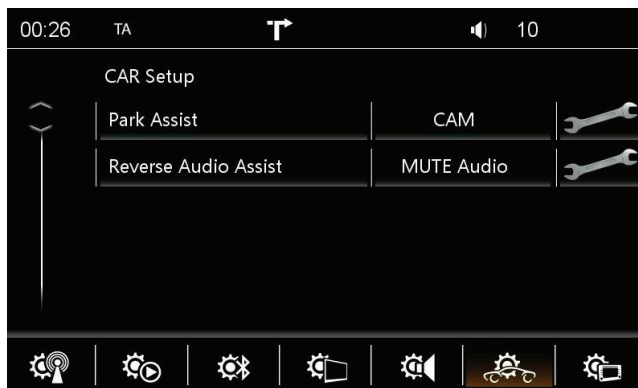 00:26 TA 10
CAR Setup
Park Assist CAM
Reverse Audio Assist MUTE Audio